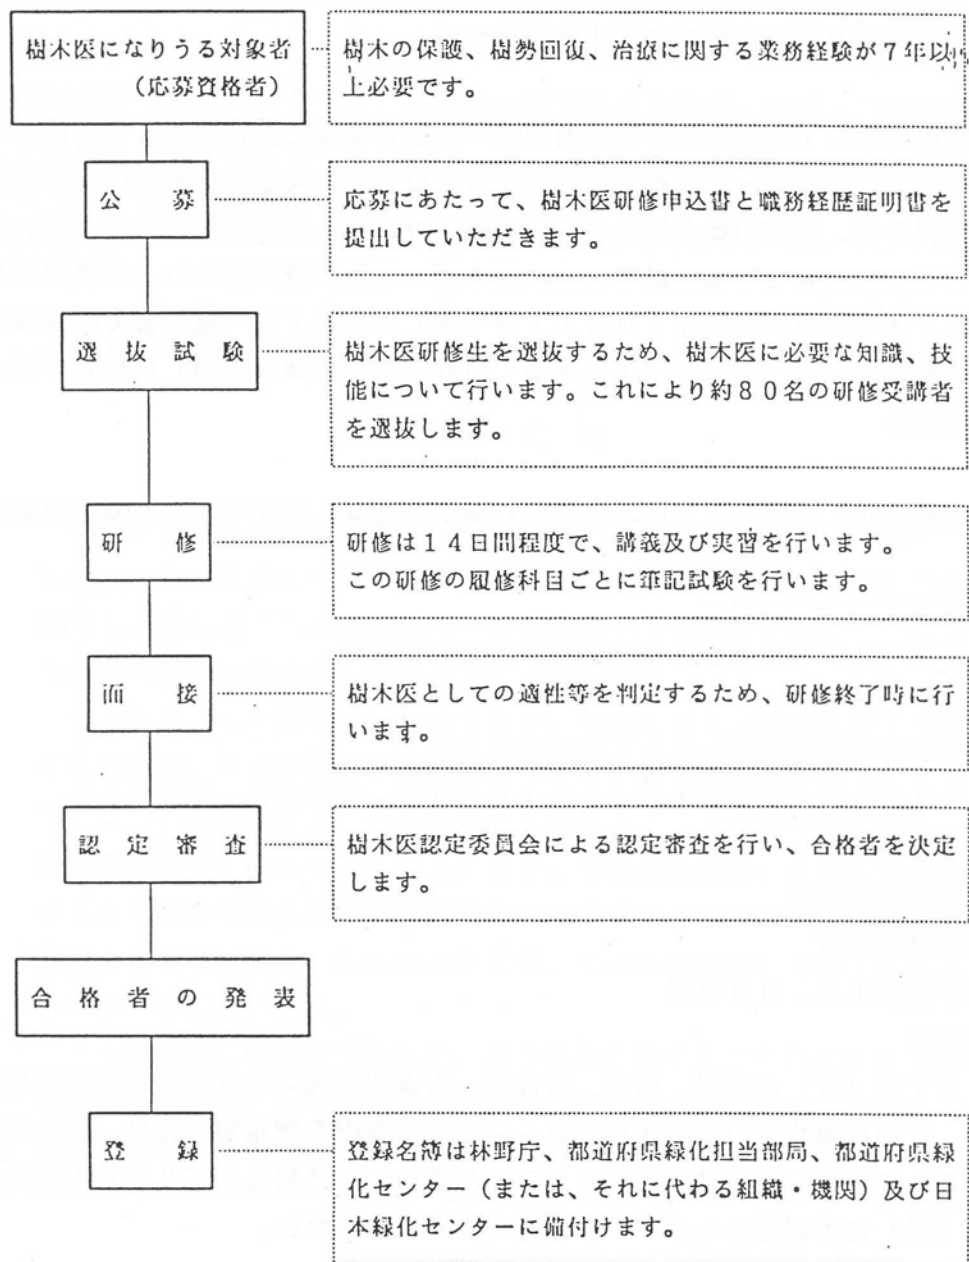 樹木医になりうる対象者
（応募資格者）
樹木の保護、樹勢回復、治療に関する業務経験が７年以
上必要です。
公募
応募にあたって、樹木医研修申込書と職務経歴証明書を
提出していただきます。
選抜試験
樹木医研修生を選抜するため、樹木医に必要な知識、技
能について行います。これにより約８０名の研修受講者
を選抜します。
研修
研修は１４日間程度で、講義及び実習を行います。
この研修の履修科目ごとに筆記試験を行います。
面接
樹木医としての適性等を判定するため、研修終了時に行
います。
認定審査
樹木医認定委員会による認定審査を行い、合格者を決定
します。
合格者の発表
登録
登録名簿は林野庁、都道府県緑化担当部局、都道府県緑
化センター（または、それに代わる組織・機関）及び日
本緑化センターに備付けます。